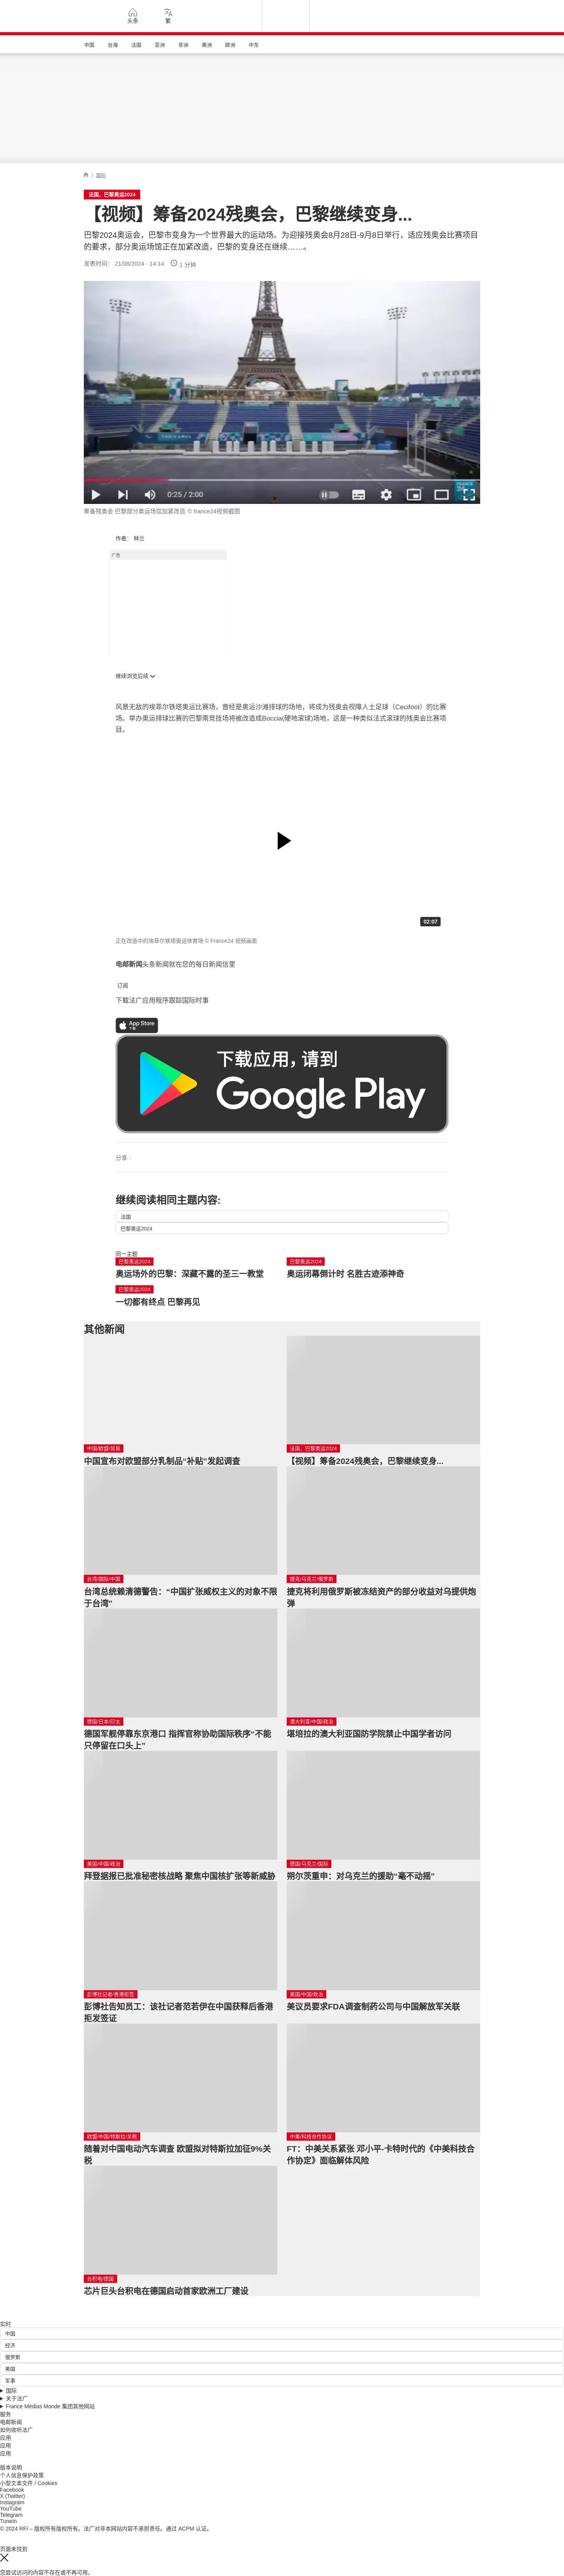 头条
繁
中国 台海 法国 亚洲 非洲 美洲 欧洲 中东
/ 国际
法国、巴黎奥运2024
【视频】筹备2024残奥会，巴黎继续变身...
巴黎2024奥运会，巴黎市变身为一个世界最大的运动场。为迎接残奥会8月28日-9月8日举行，适应残奥会比赛项目
的要求，部分奥运场馆正在加紧改造，巴黎的变身还在继续……。
发表时间： 21/08/2024 - 14:14 1 分钟
0:25 / 2:00
筹备残奥会 巴黎部分奥运场馆加紧改造 © france24视频截图
作者： 林兰
广告
继续浏览后续
风景无敌的埃菲尔铁塔奥运比赛场，曾经是奥运沙滩排球的场地，将成为残奥会视障人士足球（Cecifoot）的比赛
场。举办奥运排球比赛的巴黎南竞技场将被改造成Boccia(硬地滚球)场地，这是一种类似法式滚球的残奥会比赛项
目。
02:07
正在改造中的埃菲尔铁塔奥运体育场 © France24 视频画面
电邮新闻头条新闻就在您的每日新闻信里
订阅
下载法广应用程序跟踪国际时事
App Store
下载
下载应用，请到
Google Play
分享 :
继续阅读相同主题内容:
法国
巴黎奥运2024
同一主题
巴黎奥运2024
奥运场外的巴黎：深藏不露的圣三一教堂
巴黎奥运2024
奥运闭幕倒计时 名胜古迹添神奇
巴黎奥运2024
一切都有终点 巴黎再见
其他新闻
中国/欧盟/贸易
中国宣布对欧盟部分乳制品“补贴”发起调查
法国、巴黎奥运2024
【视频】筹备2024残奥会，巴黎继续变身...
台湾/国际/中国
台湾总统赖清德警告：“中国扩张威权主义的对象不限
于台湾”
捷克/乌克兰/俄罗斯
捷克将利用俄罗斯被冻结资产的部分收益对乌提供炮
弹
德国/日本/印太
德国军舰停靠东京港口 指挥官称协助国际秩序“不能
只停留在口头上”
澳大利亚/中国/政治
堪培拉的澳大利亚国防学院禁止中国学者访问
美国/中国/政治
拜登据报已批准秘密核战略 聚焦中国核扩张等新威胁
德国/乌克兰/国际
朔尔茨重申：对乌克兰的援助“毫不动摇”
彭博社记者/香港拒签
彭博社告知员工：该社记者范若伊在中国获释后香港
拒发签证
美国/中国/政治
美议员要求FDA调查制药公司与中国解放军关联
欧盟/中国/特斯拉/关税
随着对中国电动汽车调查 欧盟拟对特斯拉加征9%关
税
中美/科技合作协议
FT：中美关系紧张 邓小平-卡特时代的《中美科技合
作协定》面临解体风险
台积电/德国
芯片巨头台积电在德国启动首家欧洲工厂建设
实时
中国
经济
俄罗斯
美国
军事
国际
关于法广
France Médias Monde 集团其他网站
服务
电邮新闻
如何收听法广
应用
应用
应用
版本说明
个人信息保护政策
小型文本文件 / Cookies
Facebook
X (Twitter)
Instagram
YouTube
Telegram
TuneIn
© 2024 RFI – 版权所有版权所有。法广对非本网站内容不承担责任。通过 ACPM 认证。
页面未找到
您尝试访问的内容不存在或不再可用。